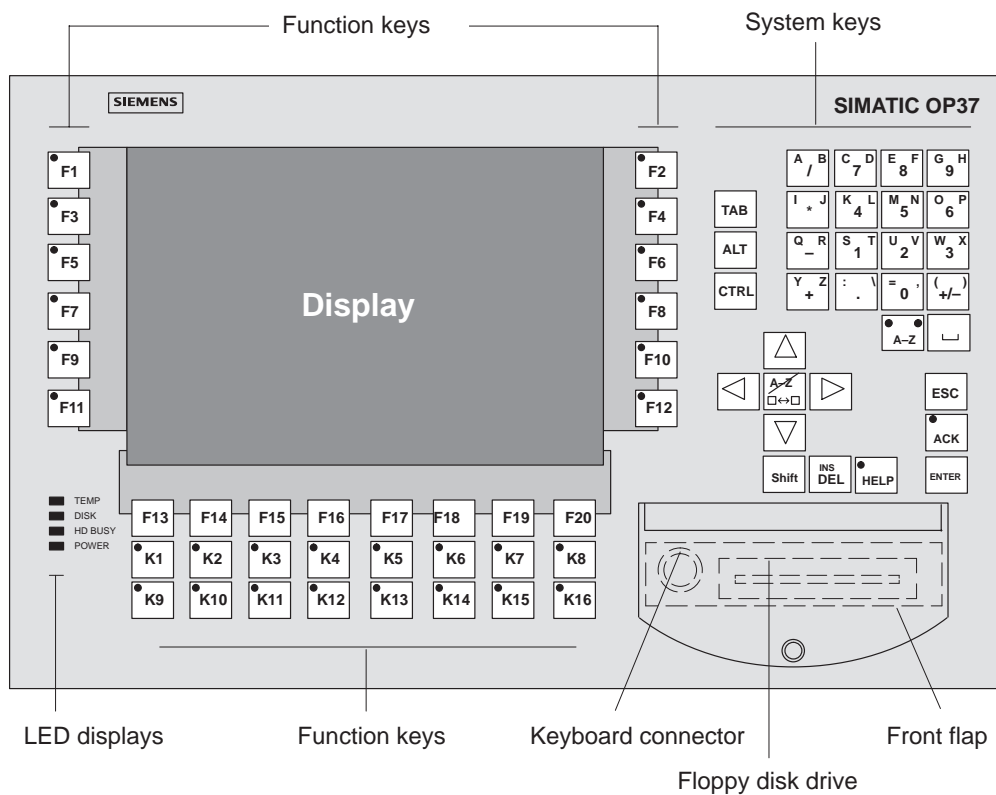 Function keys
System keys
SIEMENS
SIMATIC OP37
F1
F2
F3
F4
F5
F6
F7
F8
F9
F10
F11
F12
Display
A B
/
C D
7
E F
8
G H
9
TAB
I J
*
K L
4
M N
5
O P
6
ALT
Q R
–
S T
1
U V
2
W X
3
CTRL
Y Z
+
: \
.
= ,
0
( )
+/–
A–Z
A–Z
ESC
ACK
Shift
INS
DEL
HELP
ENTER
TEMP
DISK
HD BUSY
POWER
F13 F14 F15 F16 F17 F18 F19 F20
K1 K2 K3 K4 K5 K6 K7 K8
K9 K10 K11 K12 K13 K14 K15 K16
LED displays
Function keys
Keyboard connector
Front flap
Floppy disk drive